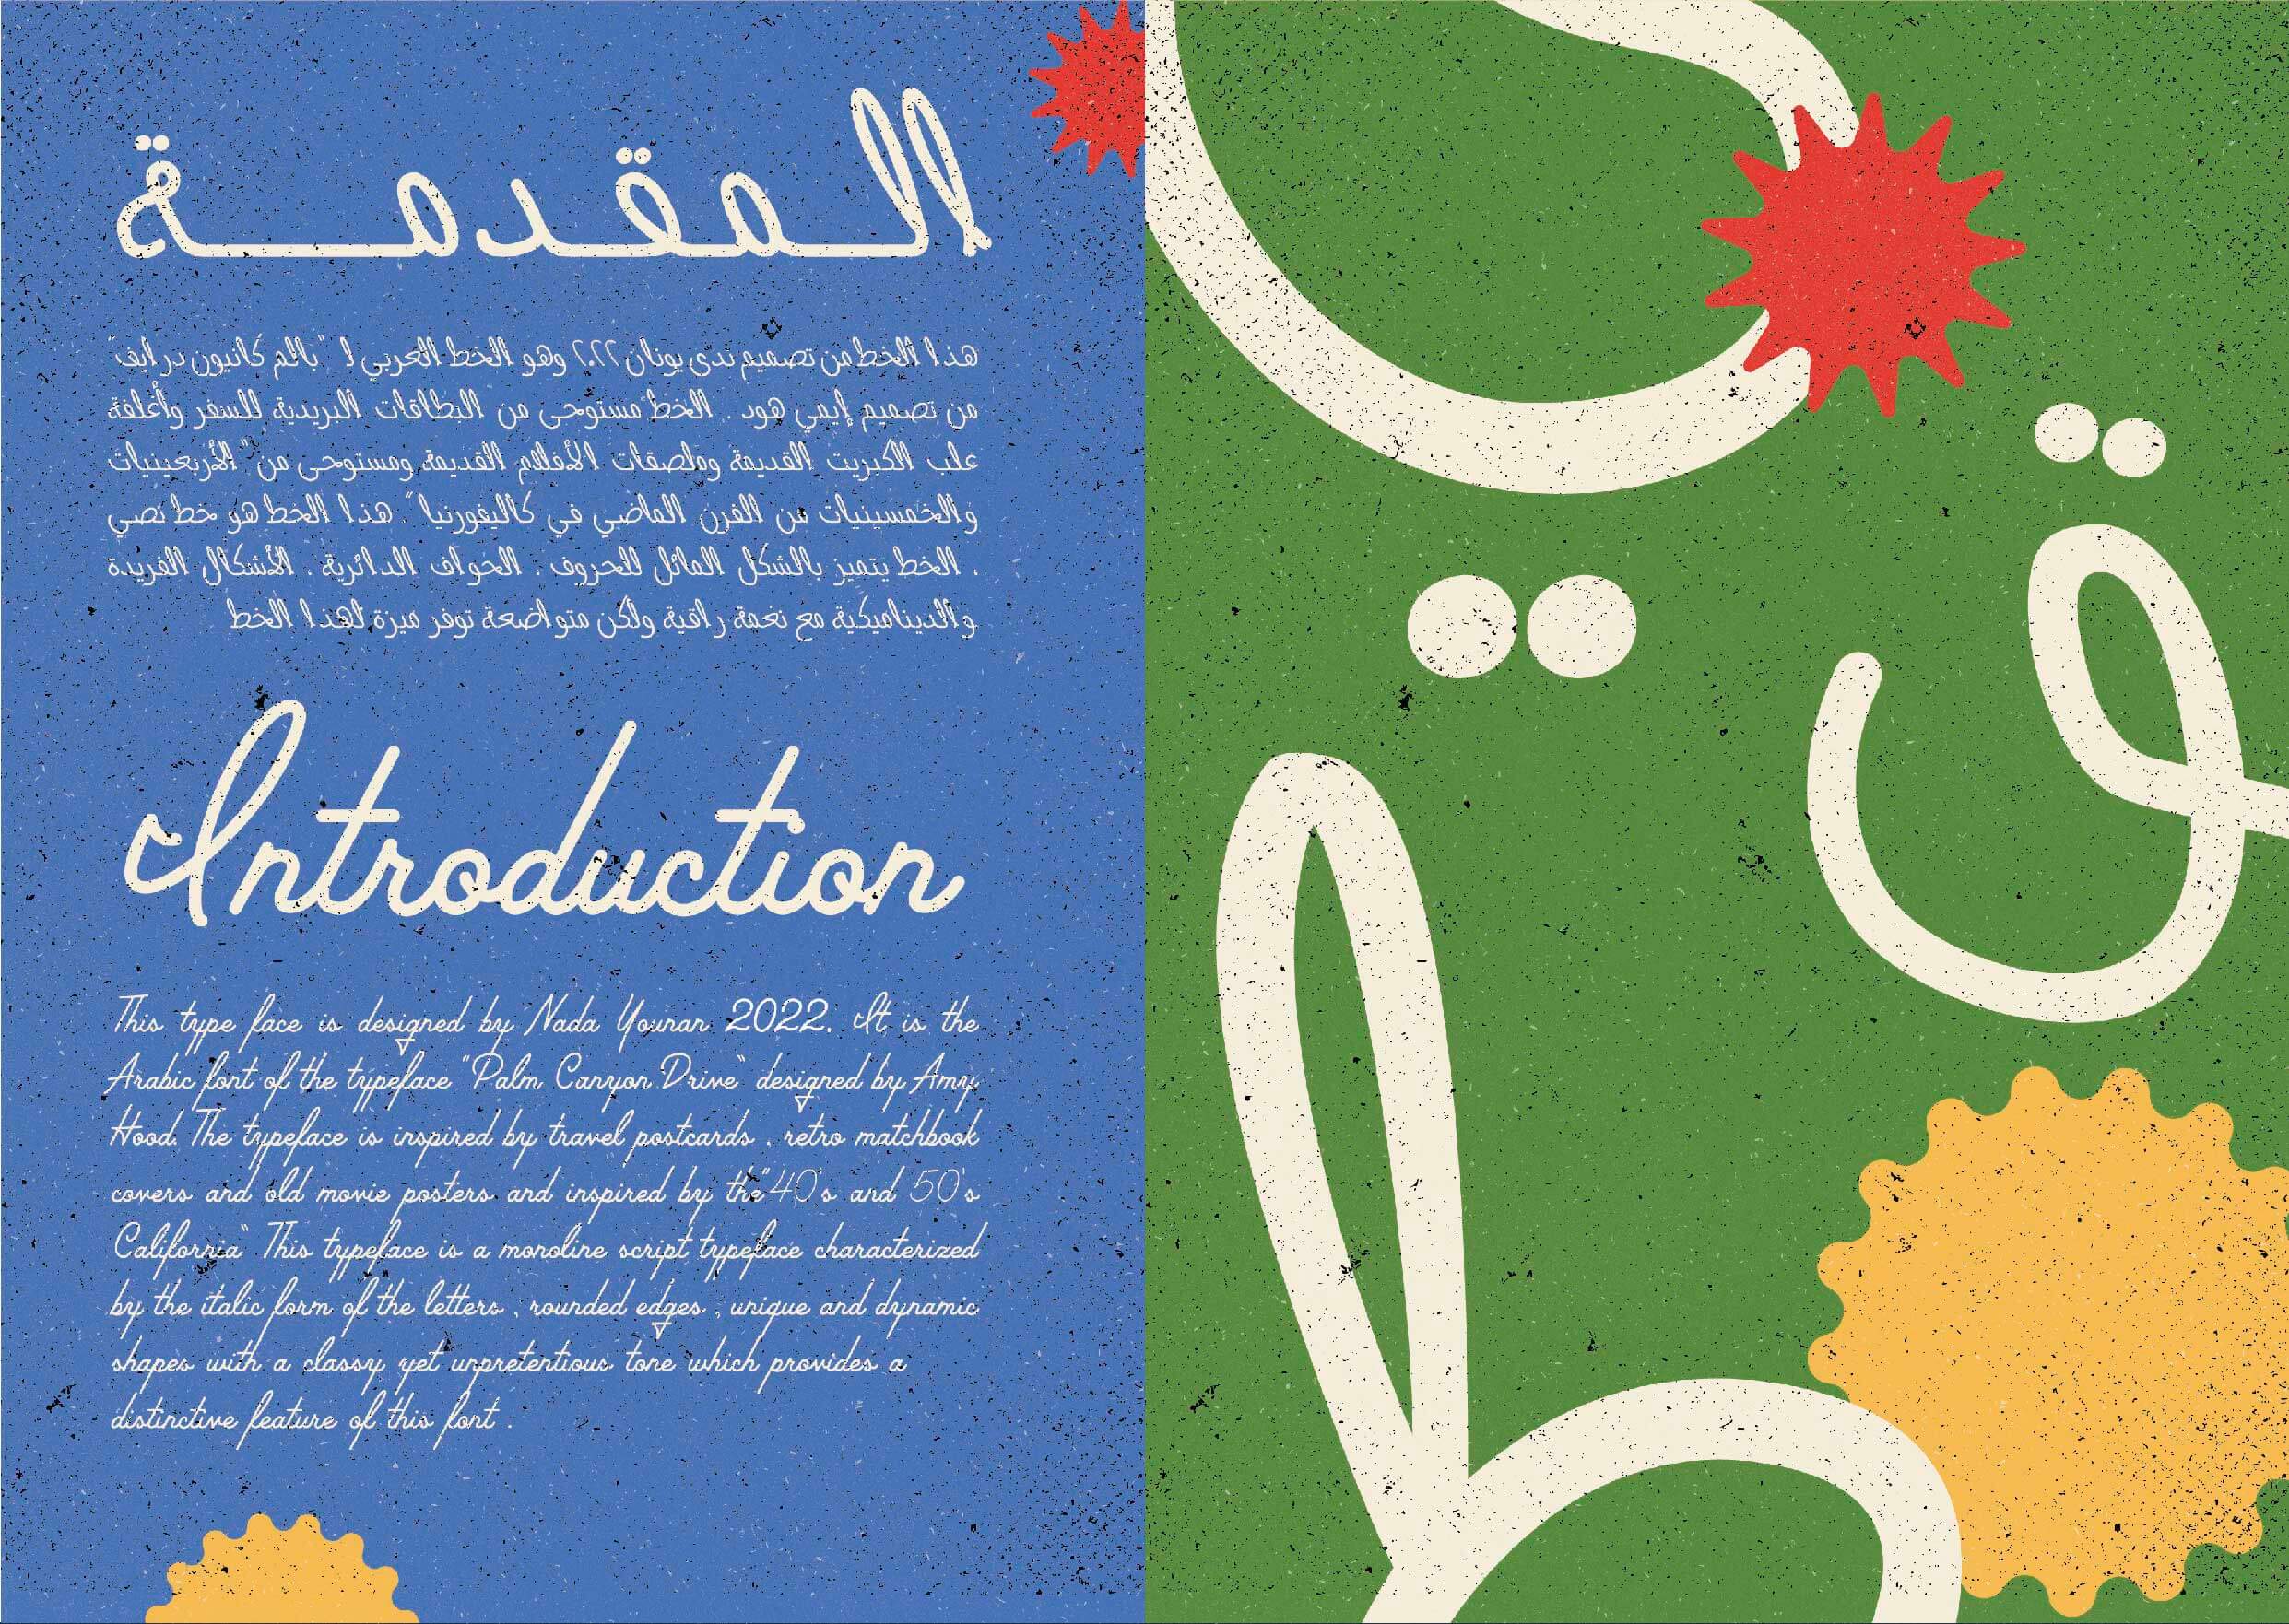 المقدمة
هذا الخط من تصميم ندى يونان ٢٠٢٢ وهو الخط العربي ل "بالم كانيون درايف"
من تصميم إيمي هود . الخط مستوحى من البطاقات البريدية للسفر وأغلفة
علب الكبريت القديمة وملصقات الأفلام القديمة ومستوحى من "الأربعينيات
والخمسينيات من القرن الماضي في كاليفورنيا" هذا الخط هو خط نصي
. الخط يتميز بالشكل المائل للحروف . الحواف الدائرية . الأشكال الفريدة
والديناميكية مع نغمة راقية ولكن متواضعة توفر ميزة لهذا الخط
Introduction
This type face is designed by Nada Younan 2022. It is the
Arabic font of the typeface "Palm Canyon Drive" designed by Amy
Hood. The typeface is inspired by travel postcards , retro matchbook
covers and old movie posters and inspired by the "40's and 50's
California" This typeface is a monoline script typeface characterized
by the italic form of the letters , rounded edges , unique and dynamic
shapes with a classy yet unpretentious tone which provides a
distinctive feature of this font .
ق
ط